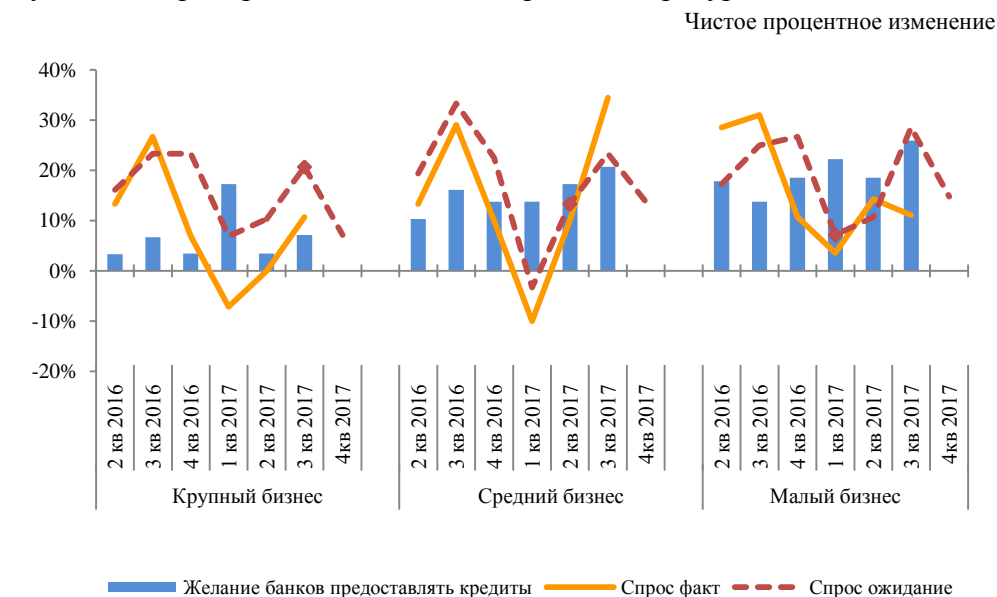 Чистое процентное изменение
40%
30%
20%
10%
0%
-10%
-20%
2 кв 2016
3 кв 2016
4 кв 2016
1 кв 2017
2 кв 2017
3 кв 2017
4кв 2017
2 кв 2016
3 кв 2016
4 кв 2016
1 кв 2017
2 кв 2017
3 кв 2017
4кв 2017
2 кв 2016
3 кв 2016
4 кв 2016
1 кв 2017
2 кв 2017
3 кв 2017
4кв 2017
Крупный бизнес
Средний бизнес
Малый бизнес
Желание банков предоставлять кредиты
Спрос факт
Спрос ожидание